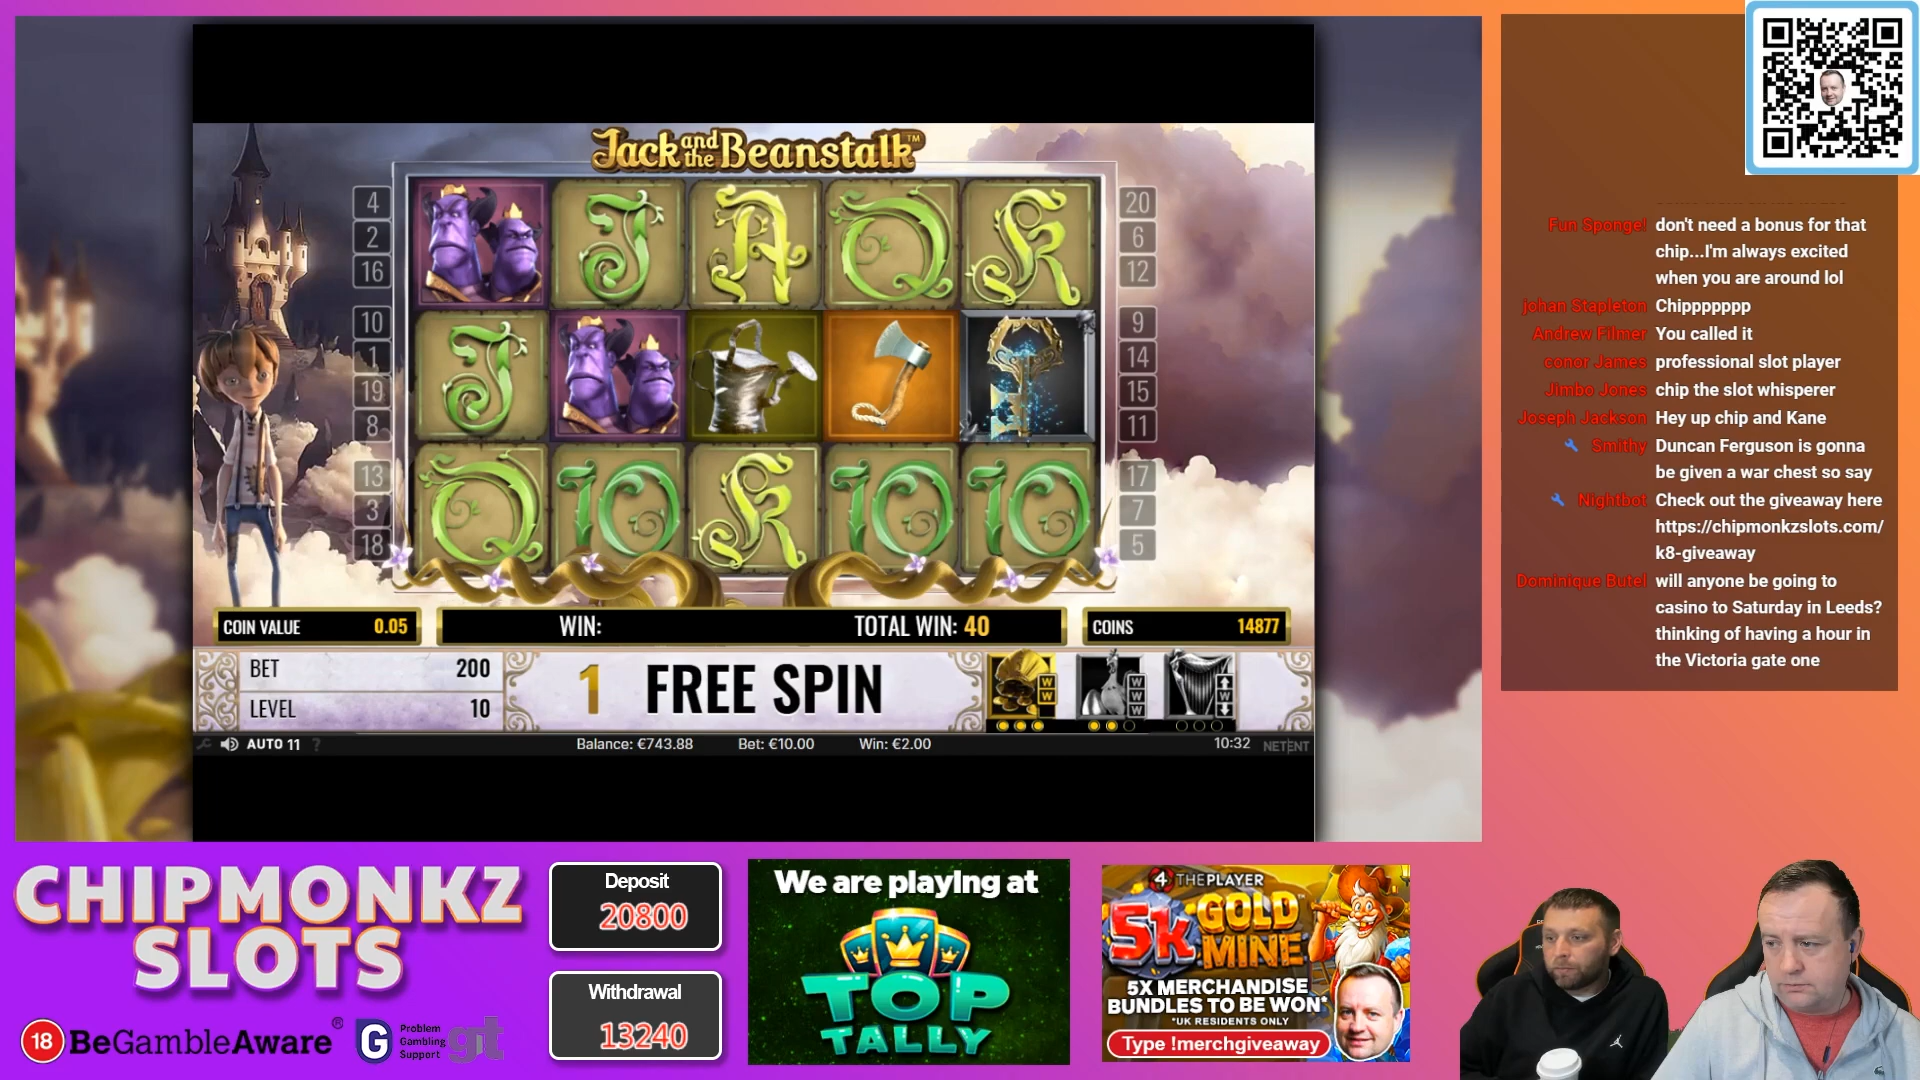 Jack and the Beanstalk™
4
2
16
10
1
19
8
13
3
18
20
6
12
9
14
15
11
17
7
5
J A Q K
J
Q 10 K 10 10
COIN VALUE 0.05
WIN:
TOTAL WIN: 40
COINS 14877
BET 200
LEVEL 10
1 FREE SPIN
W
W
W
W
W
W
AUTO 11 ?
Balance: €743.88 Bet: €10.00 Win: €2.00
10:32 NETENT
Fun Sponge! don't need a bonus for that
chip...I'm always excited
when you are around lol
johan Stapleton Chipppppp
Andrew Filmer You called it
conor James professional slot player
Jimbo Jones chip the slot whisperer
Joseph Jackson Hey up chip and Kane
Smithy Duncan Ferguson is gonna
be given a war chest so say
Nightbot Check out the giveaway here
https://chipmonkzslots.com/
k8-giveaway
Dominique Butel will anyone be going to
casino to Saturday in Leeds?
thinking of having a hour in
the Victoria gate one
CHIPMONKZ
SLOTS
18 BeGambleAware®
G Problem
Gambling
Support
Deposit
20800
Withdrawal
13240
We are playing at
TOP
TALLY
4 THEPLAYER
5k GOLD
MINE
5X MERCHANDISE
BUNDLES TO BE WON*
*UK RESIDENTS ONLY
Type !merchgiveaway